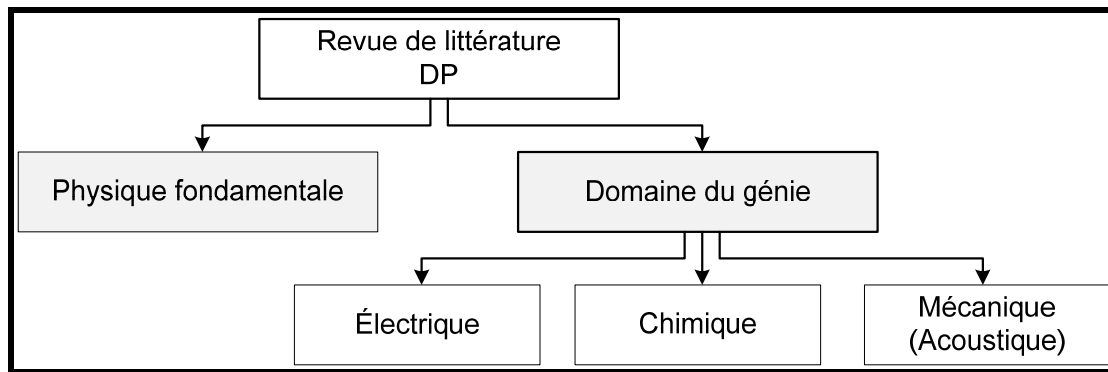 Revue de littérature
DP
Physique fondamentale
Domaine du génie
Électrique
Chimique
Mécanique
(Acoustique)